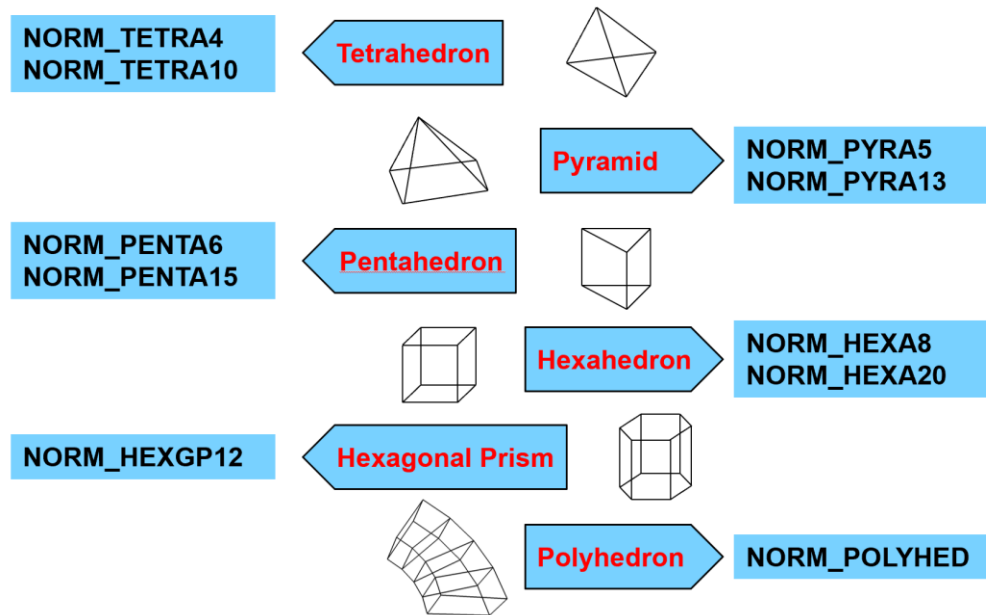 NORM_TETRA4
NORM_TETRA10
Tetrahedron
Pyramid
NORM_PYRA5
NORM_PYRA13
NORM_PENTA6
NORM_PENTA15
Pentahedron
Hexahedron
NORM_HEXA8
NORM_HEXA20
NORM_HEXGP12
Hexagonal Prism
Polyhedron
NORM_POLYHED